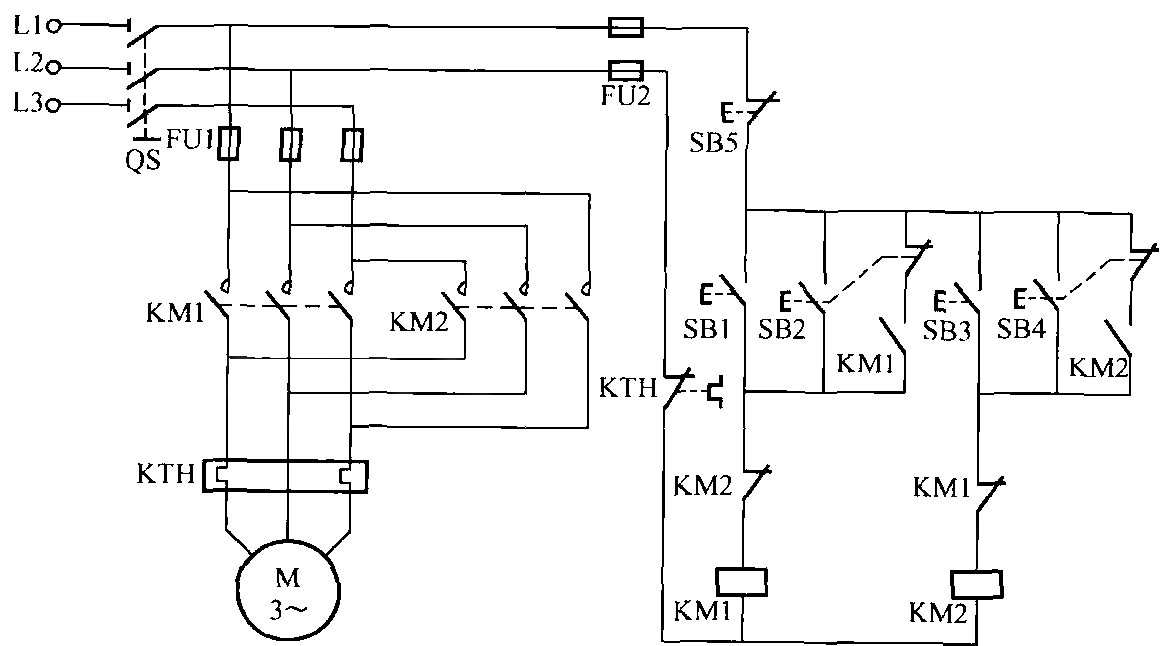 L1
L2
L3
QS
FU1
FU2
SB5
KM1
KM2
SB1
SB2
KM1
SB3
SB4
KM2
KTH
KTH
KM2
KM1
M
3～
KM1
KM2